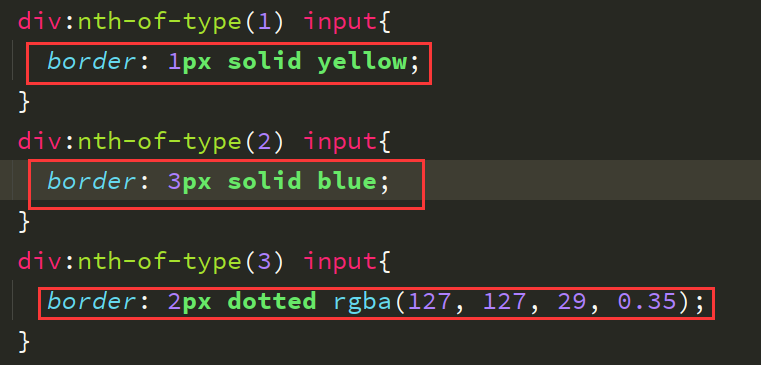 div:nth-of-type(1) input{
border: 1px solid yellow;
}
div:nth-of-type(2) input{
border: 3px solid blue;
}
div:nth-of-type(3) input{
border: 2px dotted rgba(127, 127, 29, 0.35);
}